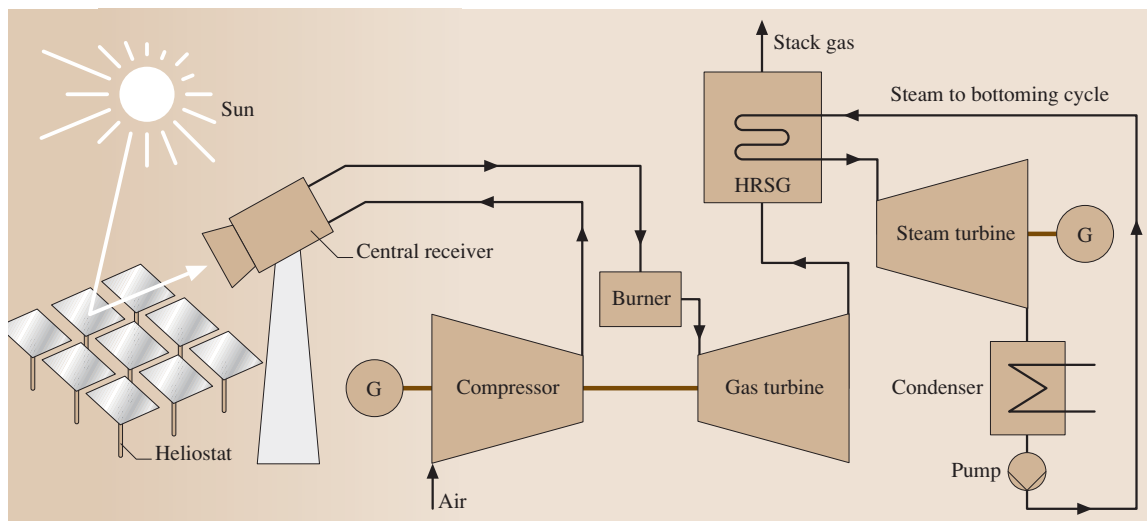 Stack gas
Steam to bottoming cycle
Sun
HRSG
Steam turbine
G
Central receiver
Burner
G
Compressor
Gas turbine
Condenser
Heliostat
Pump
Air